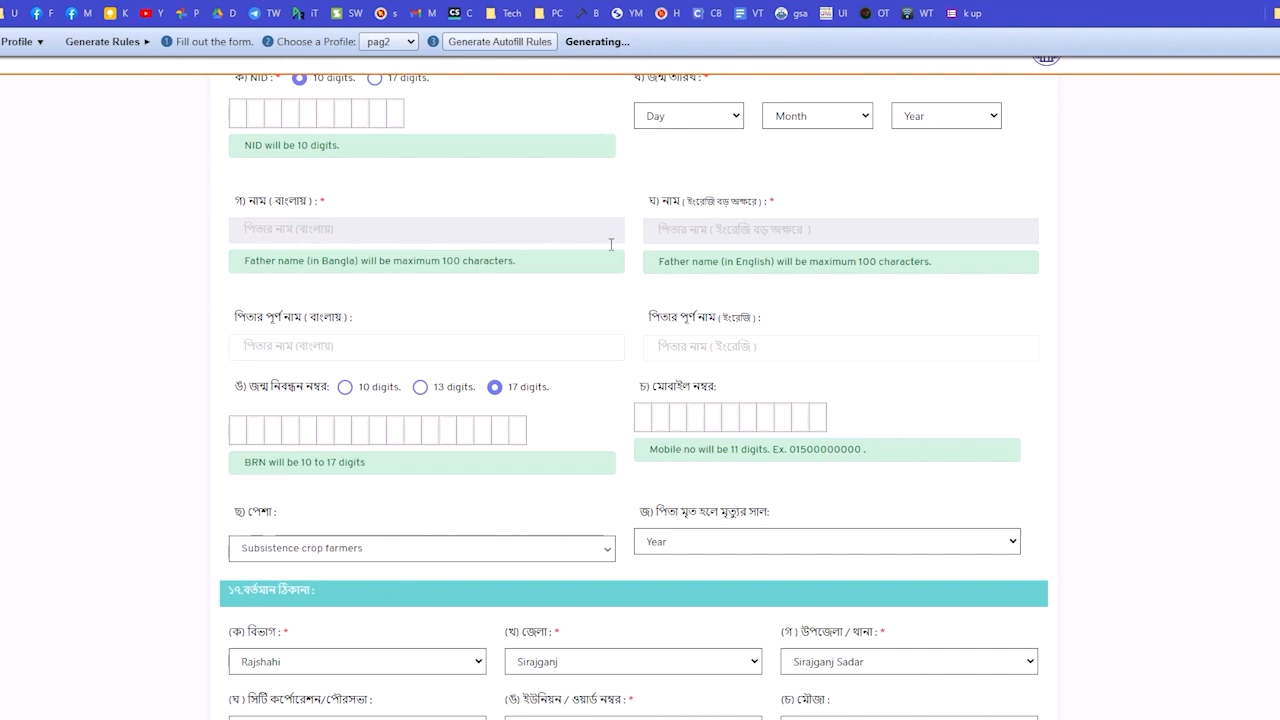 U F M K Y P D TW iT SW s M C Tech PC B YM H CB VT gsa UI OT WT k up
Profile ▾ Generate Rules ▸ 1 Fill out the form. 2 Choose a Profile: pag2 3 Generate Autofill Rules Generating...
ক) NID : * 10 digits. 17 digits. খ) জন্ম তারিখ: *
Day Month Year
NID will be 10 digits.
গ) নাম ( বাংলায় ) : * ঘ) নাম ( ইংরেজি বড় অক্ষরে ) : *
পিতার নাম (বাংলায়) পিতার নাম ( ইংরেজি বড় অক্ষরে )
Father name (in Bangla) will be maximum 100 characters. Father name (in English) will be maximum 100 characters.
পিতার পূর্ণ নাম ( বাংলায় ) : পিতার পূর্ণ নাম ( ইংরেজি ) :
পিতার নাম (বাংলায়) পিতার নাম ( ইংরেজি )
ঙ) জন্ম নিবন্ধন নম্বর: 10 digits. 13 digits. 17 digits. চ) মোবাইল নম্বর:
Mobile no will be 11 digits. Ex. 01500000000 .
BRN will be 10 to 17 digits
ছ) পেশা : জ) পিতা মৃত হলে মৃত্যুর সাল:
Subsistence crop farmers Year
১৭.বর্তমান ঠিকানা :
(ক) বিভাগ : * (খ) জেলা : * (গ ) উপজেলা / থানা : *
Rajshahi Sirajganj Sirajganj Sadar
(ঘ ) সিটি কর্পোরেশন/পৌরসভা : (ঙ) ইউনিয়ন / ওয়ার্ড নম্বর : * (চ) মৌজা :